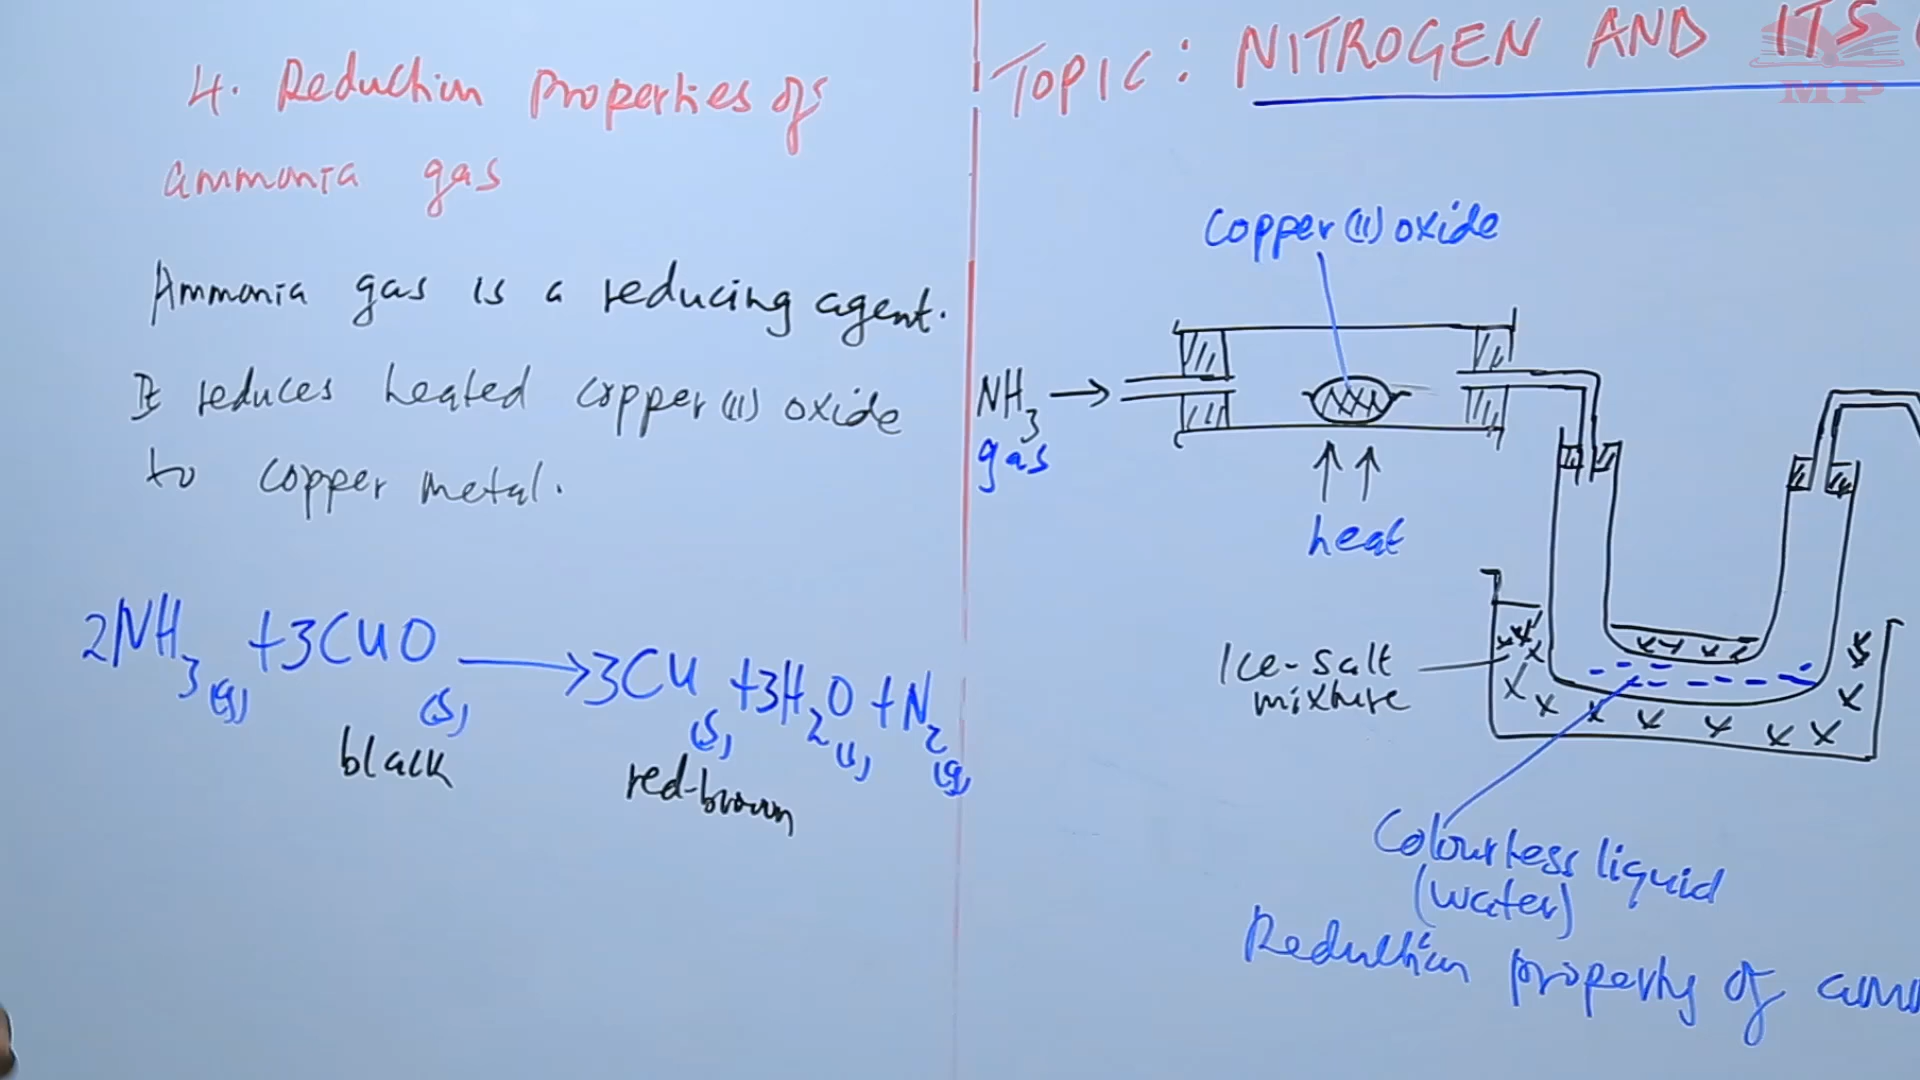 4. Reduction properties of
ammonia gas
Ammonia gas is a reducing agent.
It reduces heated copper(II) oxide
to copper metal.
2NH3(g) + 3CuO(s) → 3Cu(s) + 3H2O(l) + N2(g)
black
red-brown
TOPIC: NITROGEN AND ITS
MP
Copper(II) oxide
NH3 →
gas
heat
Ice-salt
mixture
Colourless liquid
(water)
Reduction property of